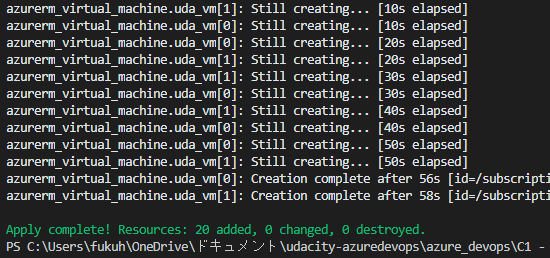 azurerm_virtual_machine.uda_vm[1]: Still creating... [10s elapsed]
azurerm_virtual_machine.uda_vm[0]: Still creating... [10s elapsed]
azurerm_virtual_machine.uda_vm[0]: Still creating... [20s elapsed]
azurerm_virtual_machine.uda_vm[1]: Still creating... [20s elapsed]
azurerm_virtual_machine.uda_vm[1]: Still creating... [30s elapsed]
azurerm_virtual_machine.uda_vm[0]: Still creating... [30s elapsed]
azurerm_virtual_machine.uda_vm[1]: Still creating... [40s elapsed]
azurerm_virtual_machine.uda_vm[0]: Still creating... [40s elapsed]
azurerm_virtual_machine.uda_vm[0]: Still creating... [50s elapsed]
azurerm_virtual_machine.uda_vm[1]: Still creating... [50s elapsed]
azurerm_virtual_machine.uda_vm[0]: Creation complete after 56s [id=/subscripti
azurerm_virtual_machine.uda_vm[1]: Creation complete after 58s [id=/subscripti
Apply complete! Resources: 20 added, 0 changed, 0 destroyed.
PS C:\Users\fukuh\OneDrive\ドキュメント\udacity-azuredevops\azure_devops\C1 -